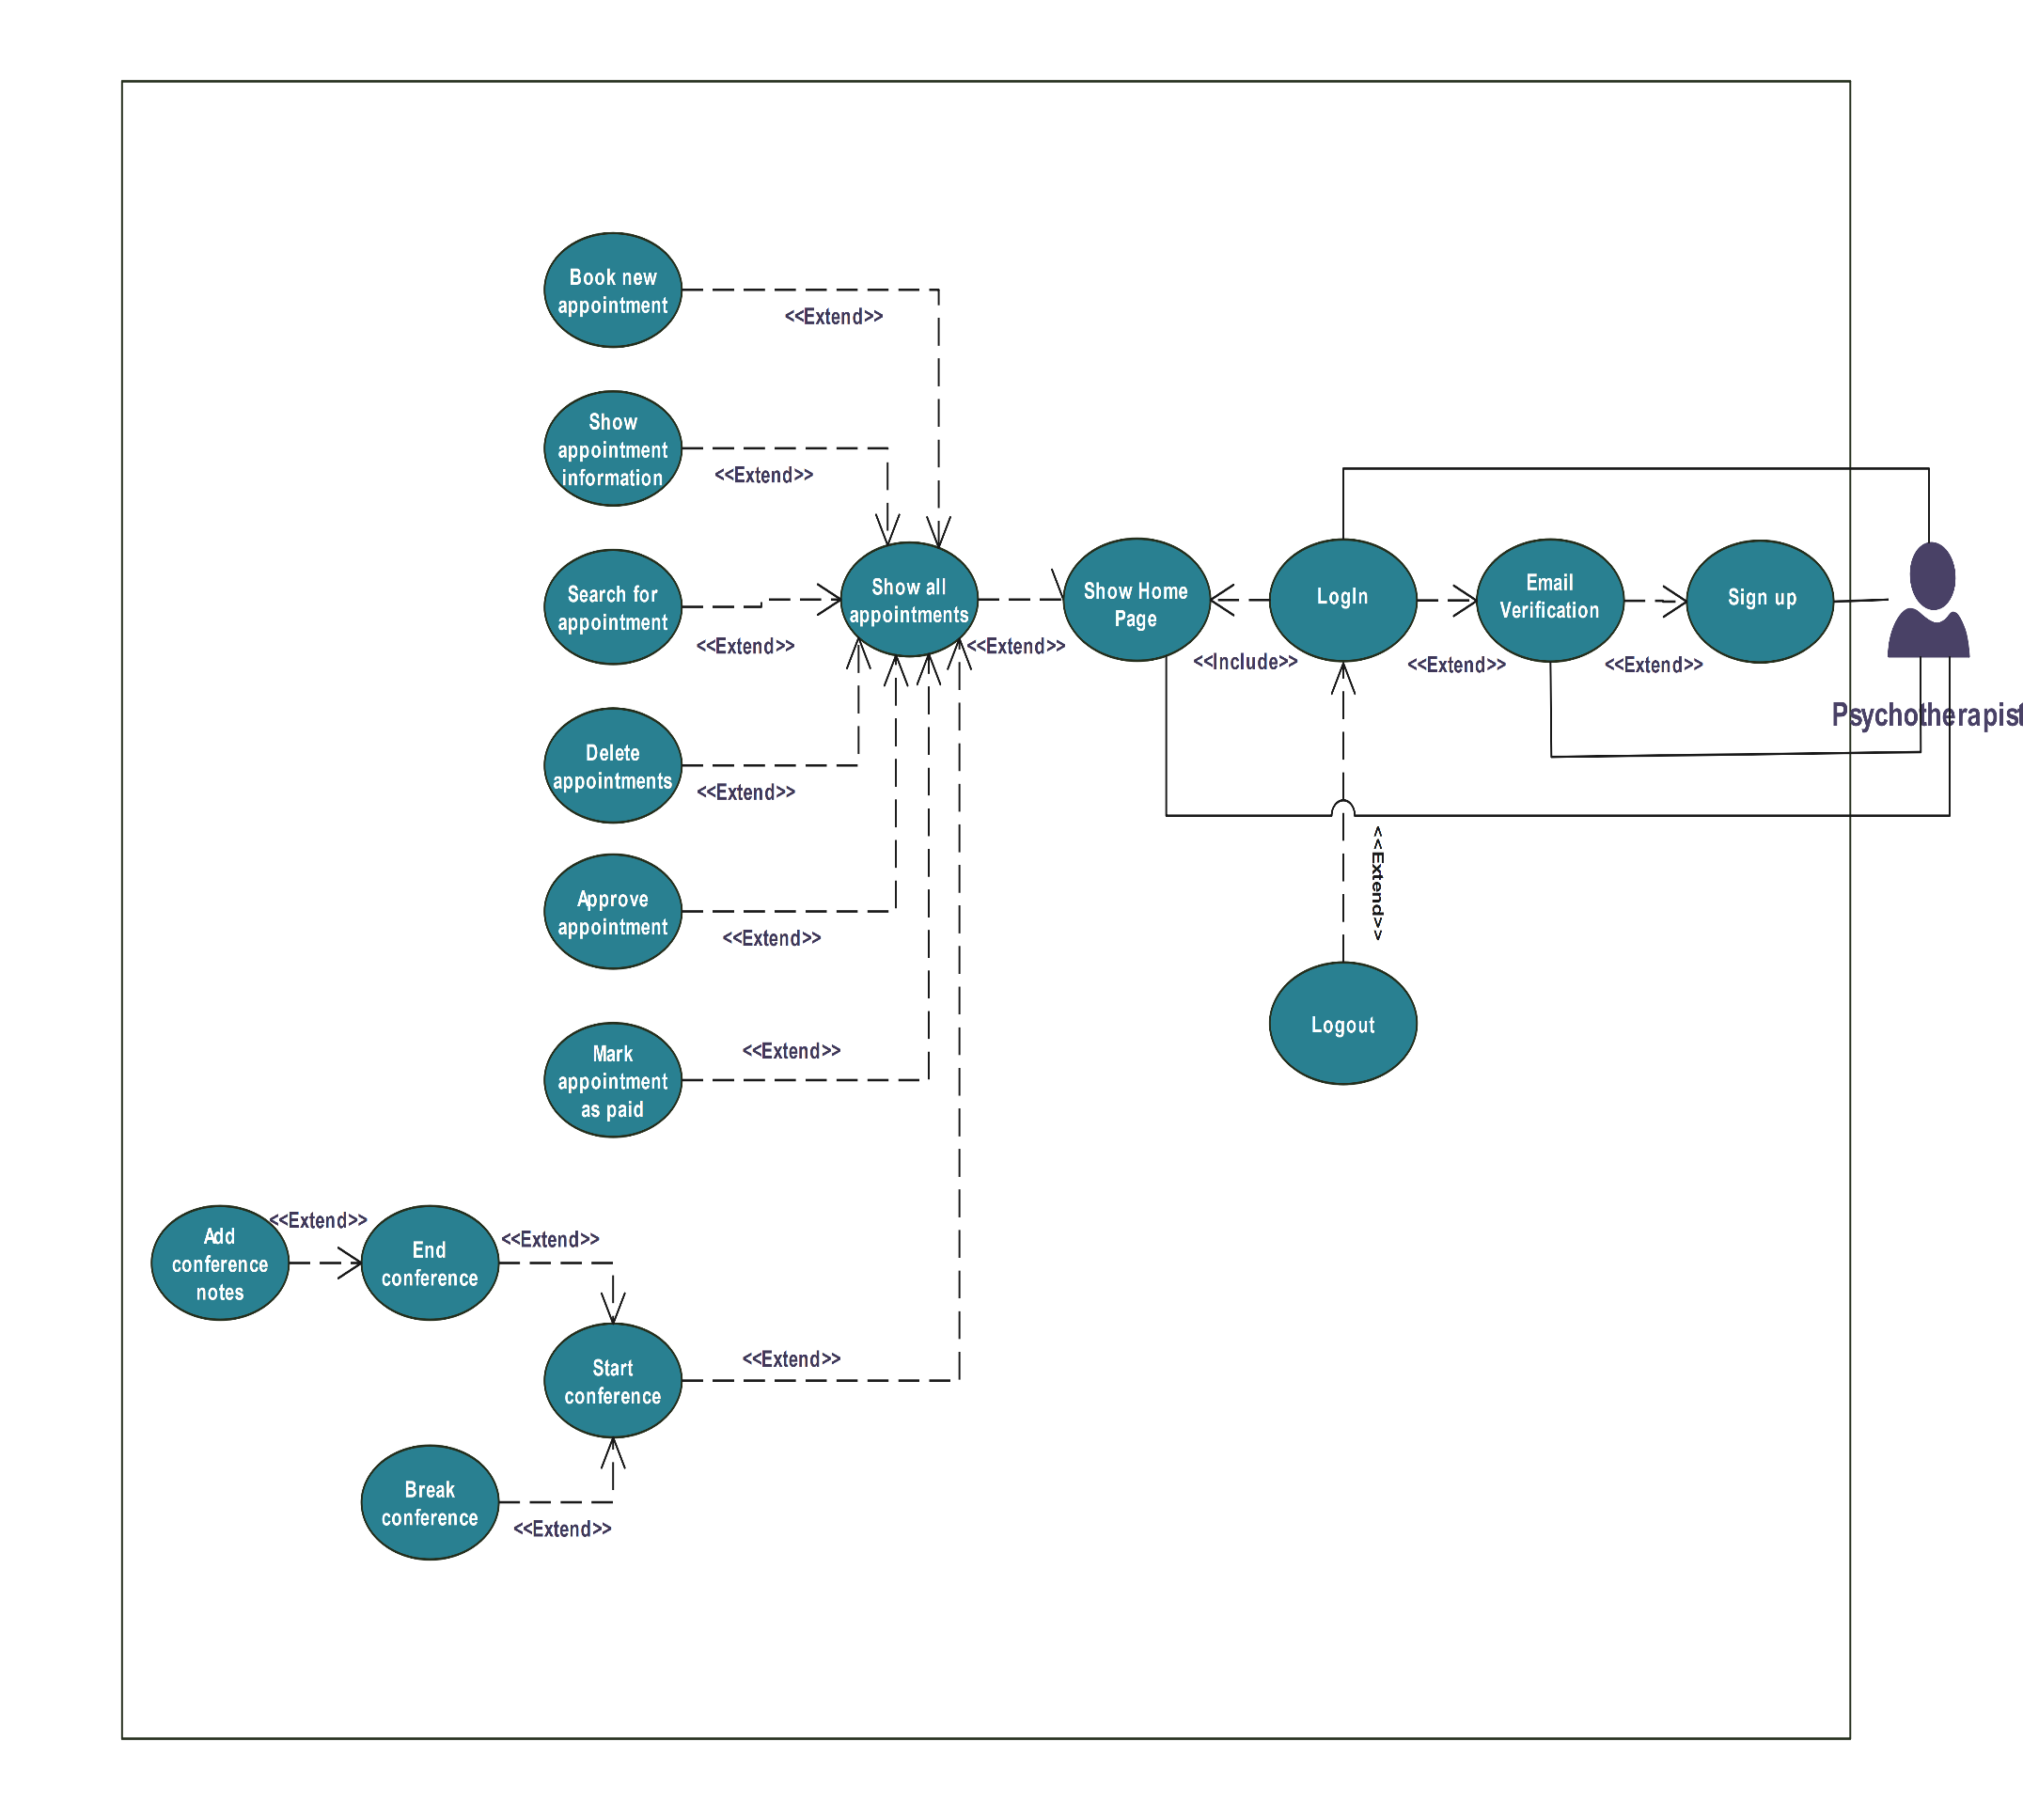 Book new
appointment
<<Extend>>
Show
appointment
information
<<Extend>>
Search for
appointment
<<Extend>>
Show all
appointments
<<Extend>>
Show Home
Page
<<Include>>
LogIn
<<Extend>>
Email
Verification
<<Extend>>
Sign up
Psychotherapist
Delete
appointments
<<Extend>>
Approve
appointment
<<Extend>>
<<Extend>>
Logout
Mark
appointment
as paid
<<Extend>>
Add
conference
notes
<<Extend>>
End
conference
<<Extend>>
Start
conference
<<Extend>>
Break
conference
<<Extend>>